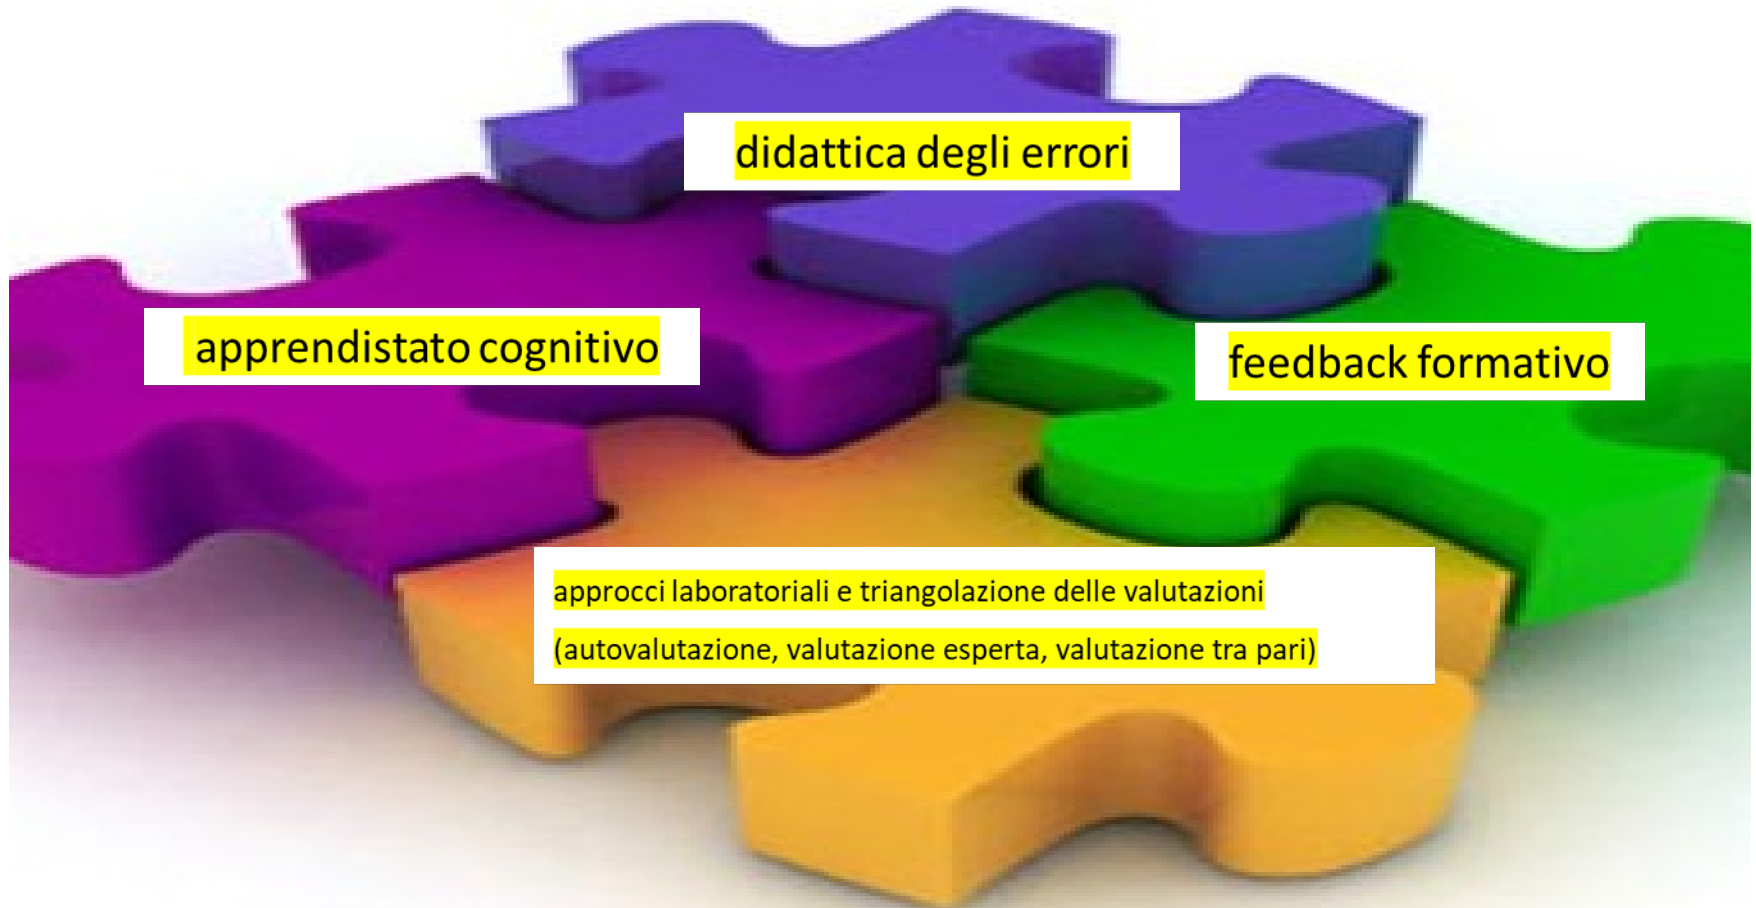 didattica degli errori
apprendistato cognitivo
feedback formativo
approcci laboratoriali e triangolazione delle valutazioni
(autovalutazione, valutazione esperta, valutazione tra pari)